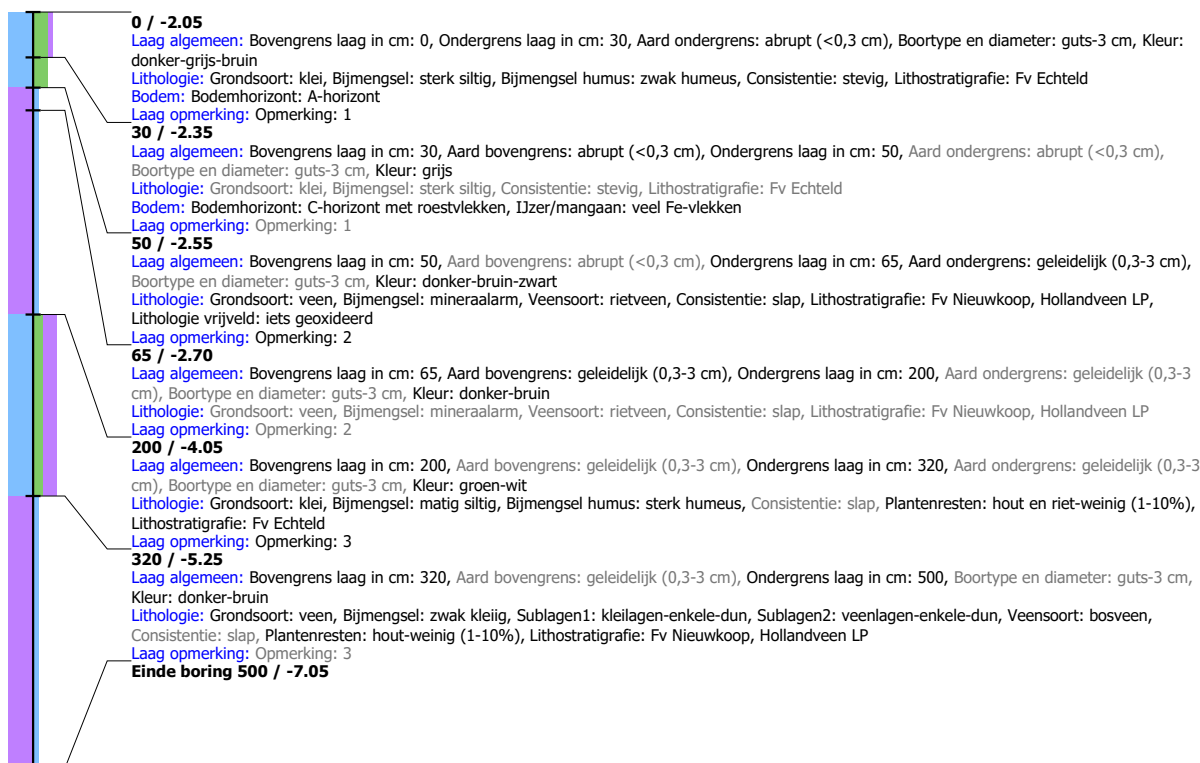 0 / -2.05
Laag algemeen: Bovengrens laag in cm: 0, Ondergrens laag in cm: 30, Aard ondergrens: abrupt (<0,3 cm), Boortype en diameter: guts-3 cm, Kleur:
donker-grijs-bruin
Lithologie: Grondsoort: klei, Bijmengsel: sterk siltig, Bijmengsel humus: zwak humeus, Consistentie: stevig, Lithostratigrafie: Fv Echteld
Bodem: Bodemhorizont: A-horizont
Laag opmerking: Opmerking: 1
30 / -2.35
Laag algemeen: Bovengrens laag in cm: 30, Aard bovengrens: abrupt (<0,3 cm), Ondergrens laag in cm: 50, Aard ondergrens: abrupt (<0,3 cm),
Boortype en diameter: guts-3 cm, Kleur: grijs
Lithologie: Grondsoort: klei, Bijmengsel: sterk siltig, Consistentie: stevig, Lithostratigrafie: Fv Echteld
Bodem: Bodemhorizont: C-horizont met roestvlekken, IJzer/mangaan: veel Fe-vlekken
Laag opmerking: Opmerking: 1
50 / -2.55
Laag algemeen: Bovengrens laag in cm: 50, Aard bovengrens: abrupt (<0,3 cm), Ondergrens laag in cm: 65, Aard ondergrens: geleidelijk (0,3-3 cm),
Boortype en diameter: guts-3 cm, Kleur: donker-bruin-zwart
Lithologie: Grondsoort: veen, Bijmengsel: mineraalarm, Veensoort: rietveen, Consistentie: slap, Lithostratigrafie: Fv Nieuwkoop, Hollandveen LP,
Lithologie vrijveld: iets geoxideerd
Laag opmerking: Opmerking: 2
65 / -2.70
Laag algemeen: Bovengrens laag in cm: 65, Aard bovengrens: geleidelijk (0,3-3 cm), Ondergrens laag in cm: 200, Aard ondergrens: geleidelijk (0,3-3
cm), Boortype en diameter: guts-3 cm, Kleur: donker-bruin
Lithologie: Grondsoort: veen, Bijmengsel: mineraalarm, Veensoort: rietveen, Consistentie: slap, Lithostratigrafie: Fv Nieuwkoop, Hollandveen LP
Laag opmerking: Opmerking: 2
200 / -4.05
Laag algemeen: Bovengrens laag in cm: 200, Aard bovengrens: geleidelijk (0,3-3 cm), Ondergrens laag in cm: 320, Aard ondergrens: geleidelijk (0,3-3
cm), Boortype en diameter: guts-3 cm, Kleur: groen-wit
Lithologie: Grondsoort: klei, Bijmengsel: matig siltig, Bijmengsel humus: sterk humeus, Consistentie: slap, Plantenresten: hout en riet-weinig (1-10%),
Lithostratigrafie: Fv Echteld
Laag opmerking: Opmerking: 3
320 / -5.25
Laag algemeen: Bovengrens laag in cm: 320, Aard bovengrens: geleidelijk (0,3-3 cm), Ondergrens laag in cm: 500, Boortype en diameter: guts-3 cm,
Kleur: donker-bruin
Lithologie: Grondsoort: veen, Bijmengsel: zwak kleiig, Sublagen1: kleilagen-enkele-dun, Sublagen2: veenlagen-enkele-dun, Veensoort: bosveen,
Consistentie: slap, Plantenresten: hout-weinig (1-10%), Lithostratigrafie: Fv Nieuwkoop, Hollandveen LP
Laag opmerking: Opmerking: 3
Einde boring 500 / -7.05